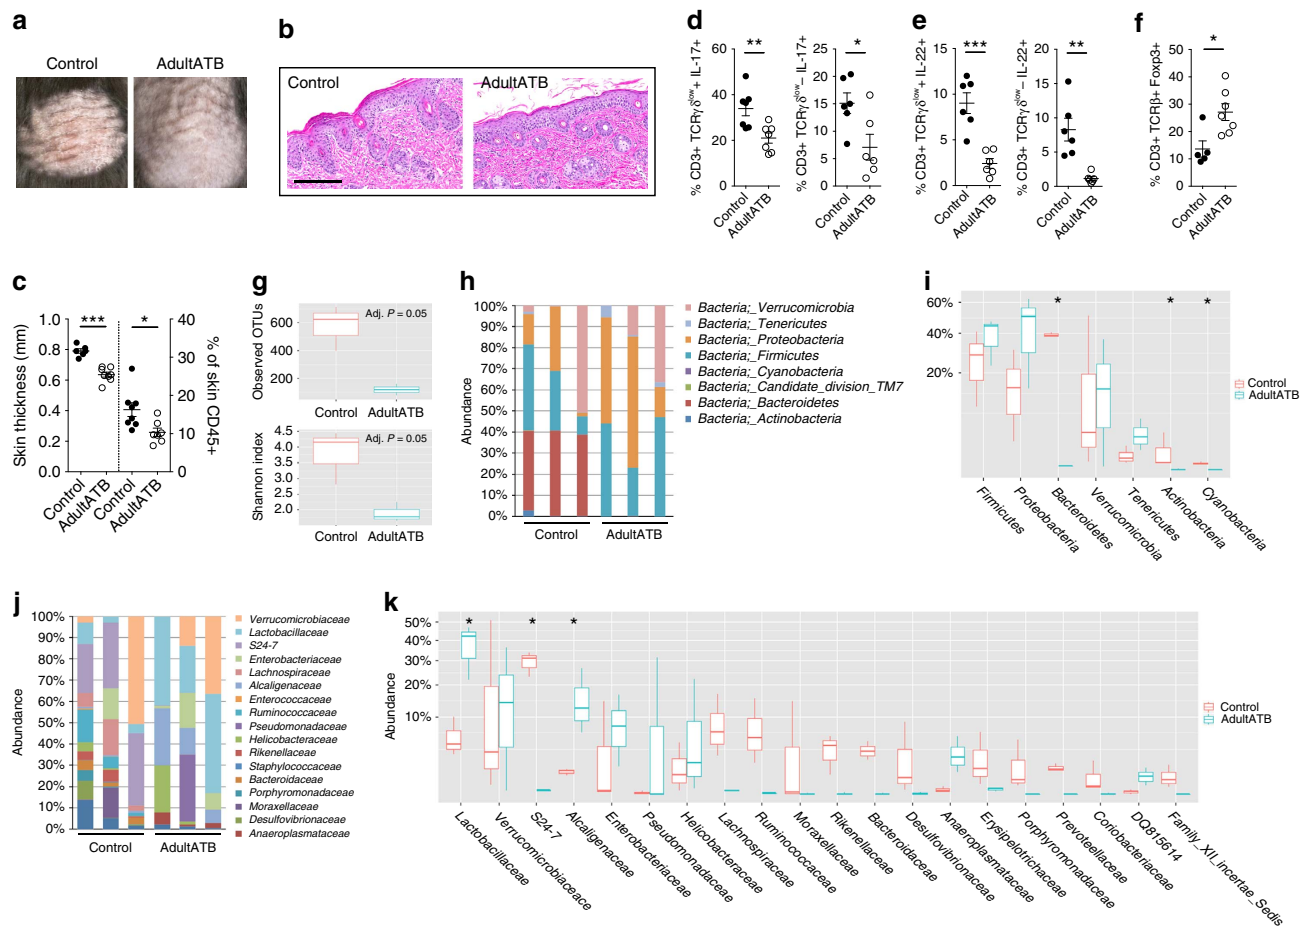 a
Control
AdultATB
b
Control
AdultATB
c
Skin thickness (mm)
1.0
0.8
0.6
0.4
0.2
0.0
***
*
40
30
20
10
0
% of skin CD45+
Control
AdultATB
Control
AdultATB
d
% CD3+ TCRγδlow + IL-17+
60
40
20
0
**
Control
AdultATB
% CD3+ TCRγδlow– IL-17+
25
20
15
10
5
0
*
Control
AdultATB
e
% CD3+ TCRγδlow + IL-22+
15
10
5
0
***
Control
AdultATB
% CD3+ TCRγδlow– IL-22+
20
15
10
5
0
**
Control
AdultATB
f
% CD3+ TCRβ+ Foxp3+
50
40
30
20
10
0
*
Control
AdultATB
g
Observed OTUs
600
400
200
Adj. P = 0.05
Control
AdultATB
Shannon index
4.5
4.0
3.5
3.0
2.5
2.0
Adj. P = 0.05
Control
AdultATB
h
Abundance
100%
90%
80%
70%
60%
50%
40%
30%
20%
10%
0%
Control
AdultATB
Bacteria;_Verrucomicrobia
Bacteria;_Tenericutes
Bacteria;_Proteobacteria
Bacteria;_Firmicutes
Bacteria;_Cyanobacteria
Bacteria;_Candidate_division_TM7
Bacteria;_Bacteroidetes
Bacteria;_Actinobacteria
i
60%
40%
20%
*
*
*
Firmicutes
Proteobacteria
Bacteroidetes
Verrucomicrobia
Tenericutes
Actinobacteria
Cyanobacteria
Control
AdultATB
j
Abundance
100%
90%
80%
70%
60%
50%
40%
30%
20%
10%
0%
Control
AdultATB
Verrucomicrobiaceae
Lactobacillaceae
S24-7
Enterobacteriaceae
Lachnospiraceae
Alcaligenaceae
Enterococcaceae
Ruminococcaceae
Pseudomonadaceae
Helicobacteraceae
Rikenellaceae
Staphylococcaceae
Bacteroidaceae
Porphyromonadaceae
Moraxellaceae
Desulfovibrionaceae
Anaeroplasmataceae
k
Abundance
50%
40%
30%
20%
10%
*
*
*
Lactobacillaceae
Verrucomicrobiaceace
S24-7
Alcaligenaceae
Enterobacteriaceae
Pseudomonadaceae
Helicobacteraceae
Lachnospiraceae
Ruminococcaceae
Moraxellaceae
Rikenellaceae
Bacteroidaceae
Desulfovibrionaceae
Anaeroplasmataceae
Erysipelotrichaceae
Porphyromonadaceae
Prevotellaceae
Coriobacteriaceae
DQ815614
Family_XII_incertae_Sedis
Control
AdultATB